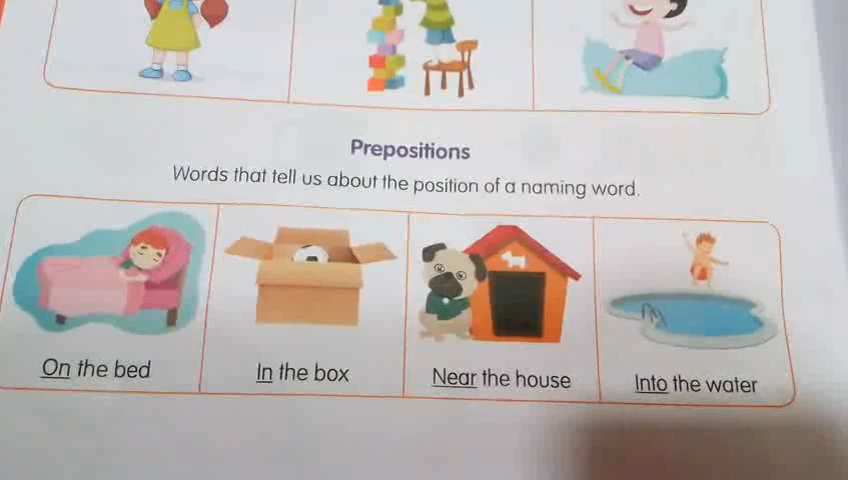 Prepositions
Words that tell us about the position of a naming word.
On the bed
In the box
Near the house
Into the water